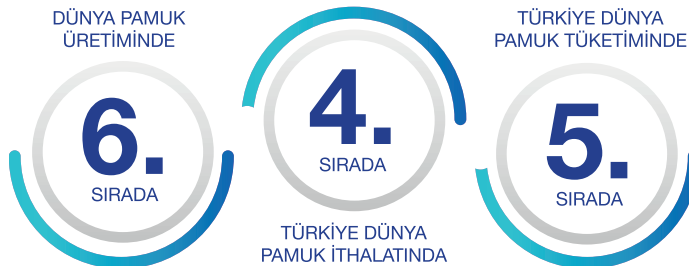 DÜNYA PAMUK
ÜRETİMİNDE
6.
SIRADA
4.
SIRADA
TÜRKİYE DÜNYA
PAMUK İTHALATINDA
TÜRKİYE DÜNYA
PAMUK TÜKETİMİNDE
5.
SIRADA